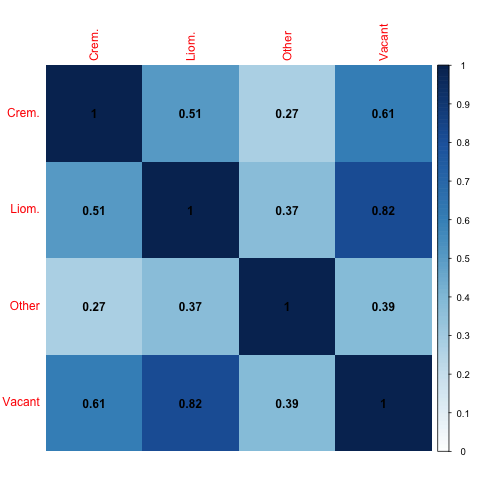 Crem. Liom. Other Vacant
Crem. 1 0.51 0.27 0.61
Liom. 0.51 1 0.37 0.82
Other 0.27 0.37 1 0.39
Vacant 0.61 0.82 0.39 1
1
0.9
0.8
0.7
0.6
0.5
0.4
0.3
0.2
0.1
0